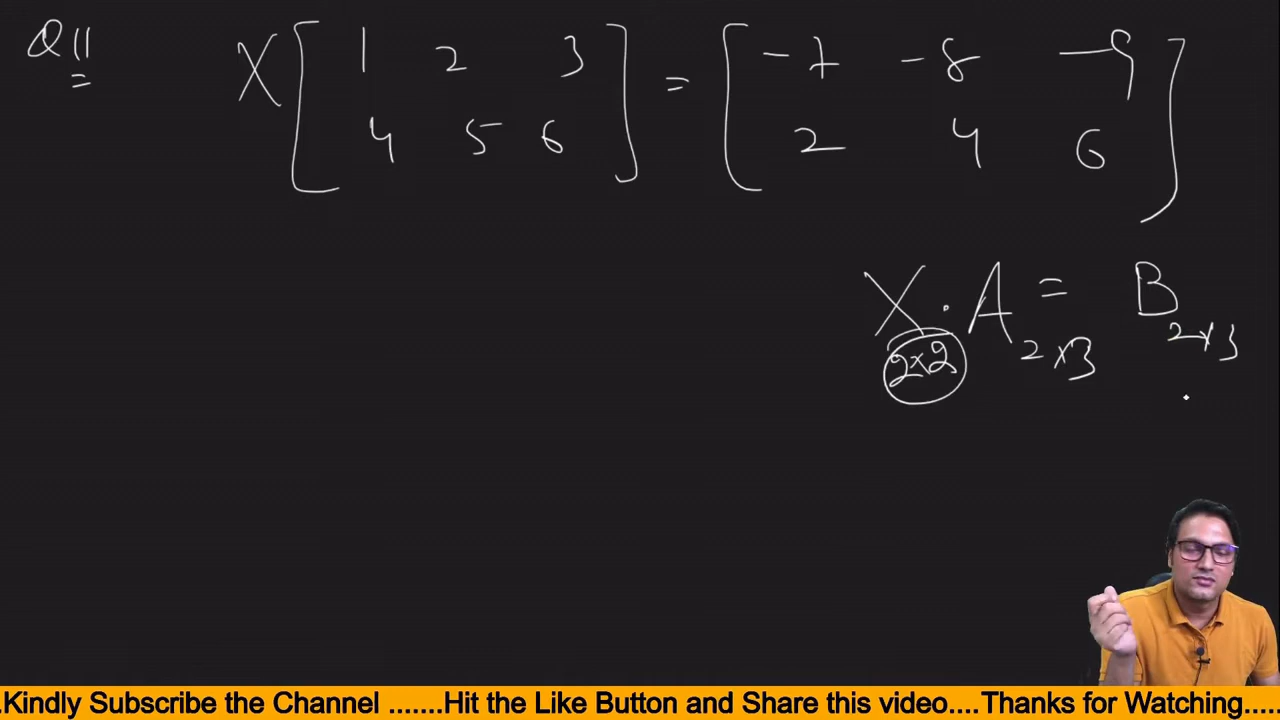 Q11
X [ 1 2 3 ] = [ -7 -8 -9 ]
4 5 6 2 4 6
X . A = B
2×2 2×3 2×3
.Kindly Subscribe the Channel .......Hit the Like Button and Share this video....Thanks for Watching.....